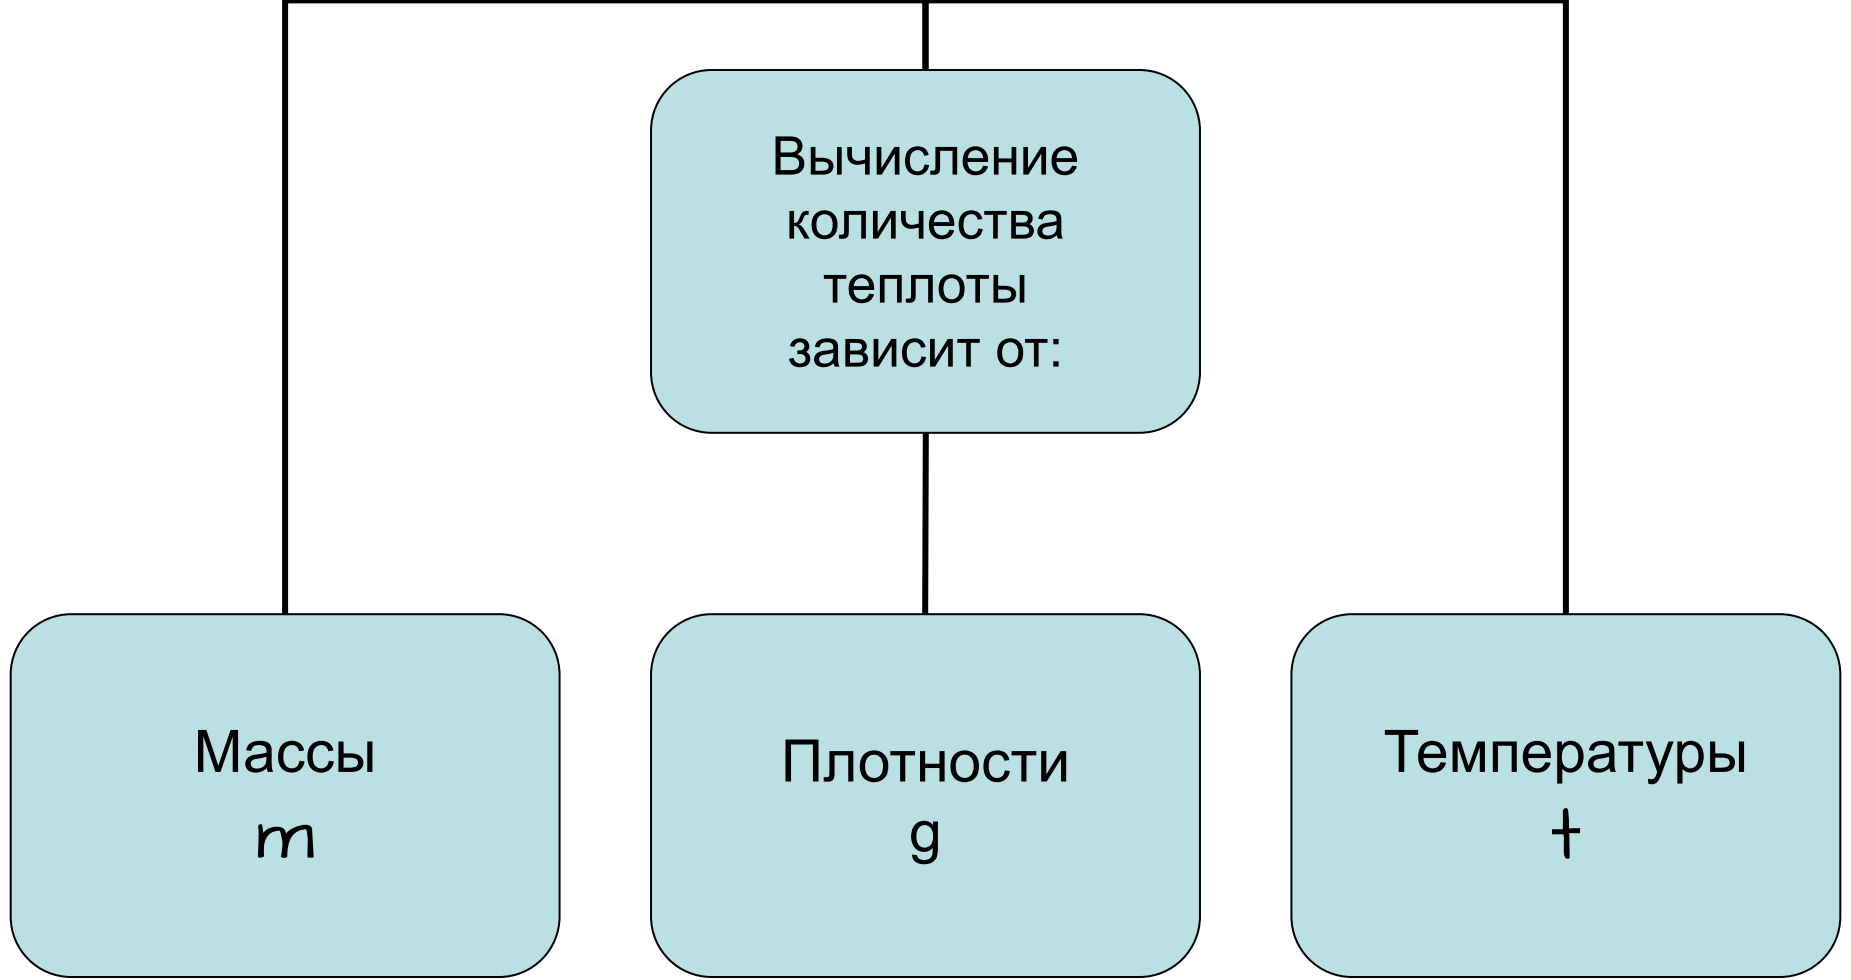 Вычисление
количества
теплоты
зависит от:
Массы
m
Плотности
g
Температуры
t